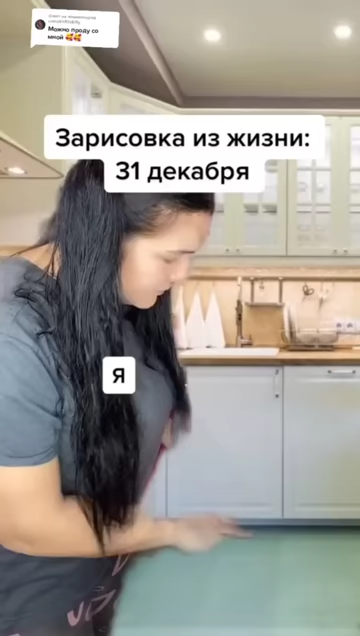 Можно проду со
мной 🥰🥰
Зарисовка из жизни:
31 декабря
Я